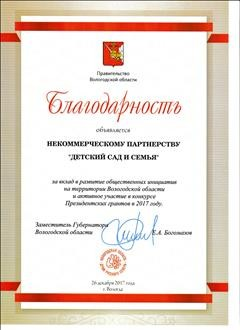 Правительство
Вологодской области
Благодарность
объявляется
НЕКОММЕРЧЕСКОМУ ПАРТНЕРСТВУ
"ДЕТСКИЙ САД И СЕМЬЯ"
за вклад в развитие общественных инициатив
на территории Вологодской области
и активное участие в конкурсе
Президентских грантов в 2017 году.
Заместитель Губернатора
Вологодской области Е.А. Богомазов
26 декабря 2017 года
г. Вологда